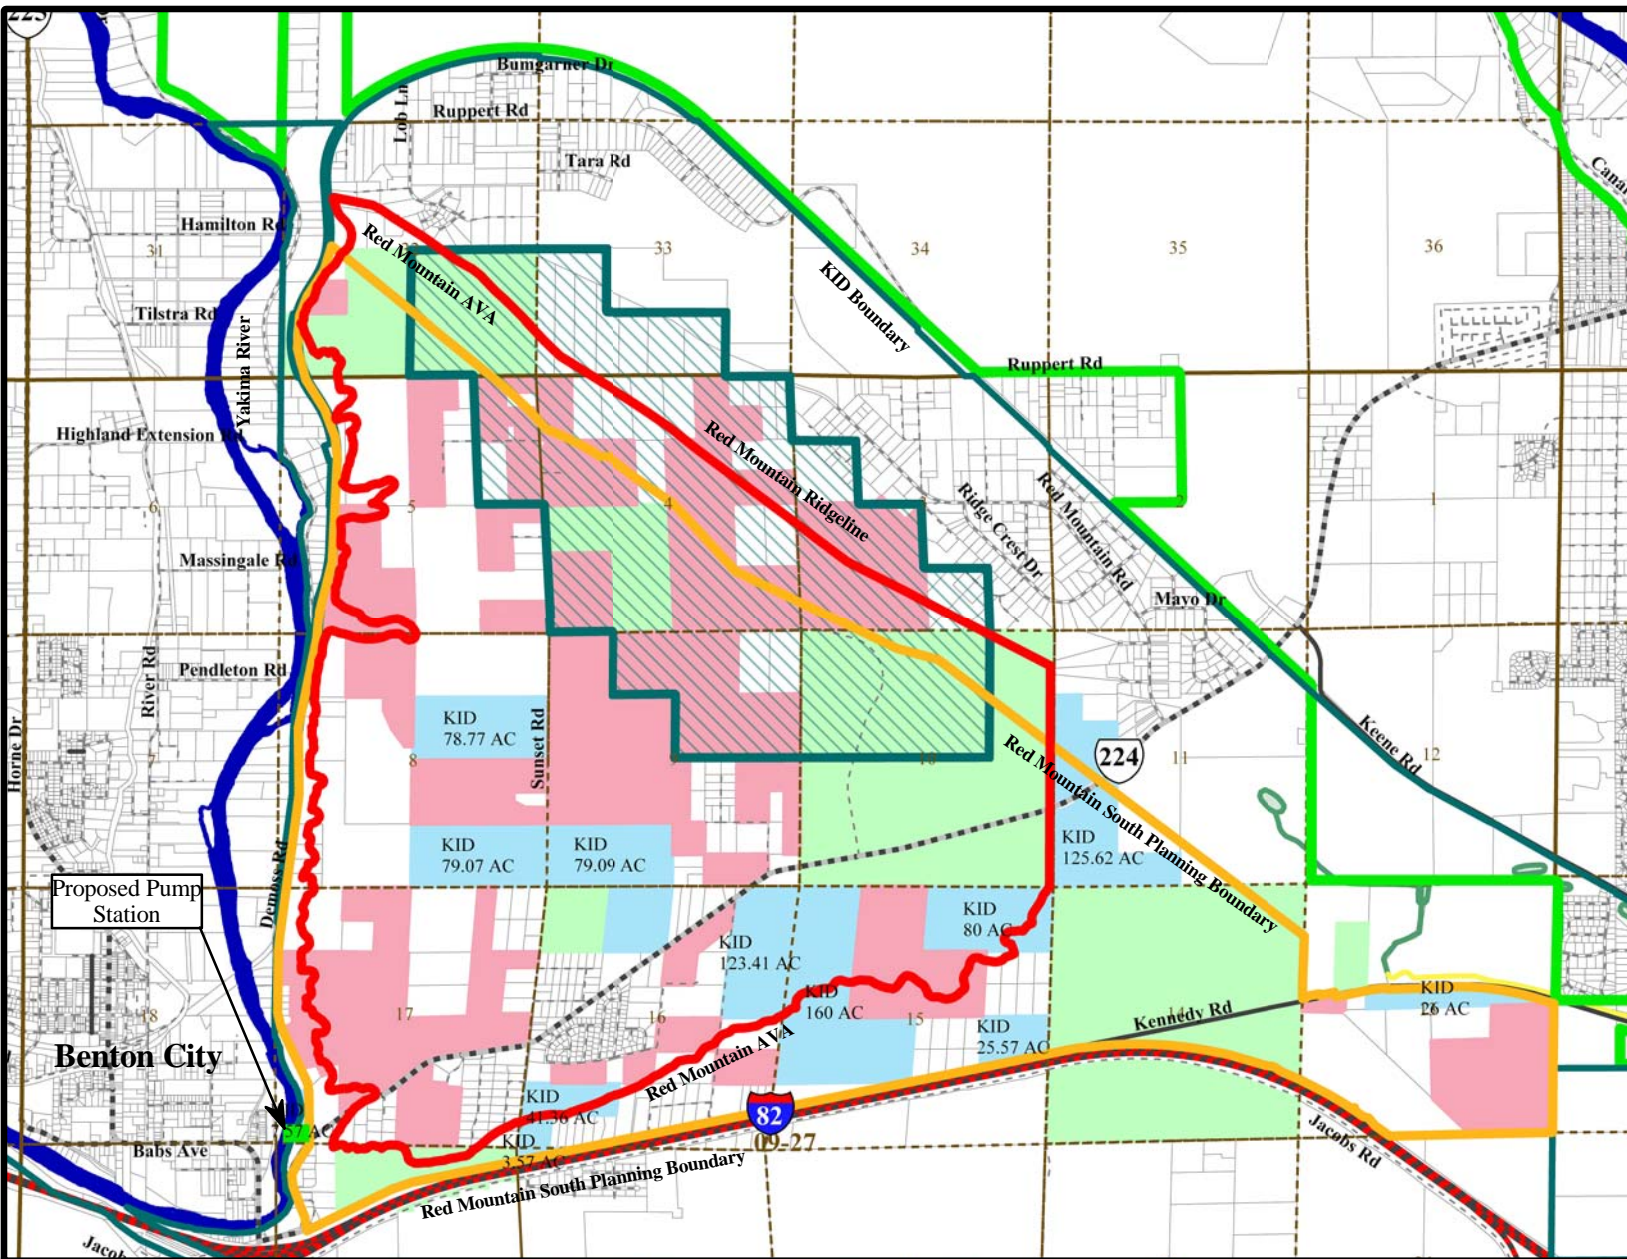 225
Bumgarner Dr
Lob Ln
Ruppert Rd
Tara Rd
Canal
Hamilton Rd
Red Mountain AVA
31
33
34
35
36
KID Boundary
Tilstra Rd
Yakima River
Ruppert Rd
Highland Extension Rd
Red Mountain Ridgeline
Ridge Crest Dr
Red Mountain Rd
6
5
4
2
1
Massingale Rd
Mayo Dr
Pendleton Rd
River Rd
Horne Dr
KID
78.77 AC
Sunset Rd
Keene Rd
224
7
8
9
10
11
12
Red Mountain South Planning Boundary
KID
79.07 AC
KID
79.09 AC
KID
125.62 AC
Demoss Rd
Proposed Pump
Station
KID
80 AC
KID
123.41 AC
KID
160 AC
KID
26 AC
18
17
16
15
14
Kennedy Rd
KID
25.57 AC
Benton City
Red Mountain AVA
KID
41.36 AC
82
57 AC
KID
3.57 AC
09-27
Babs Ave
Jacobs Rd
Red Mountain South Planning Boundary
Jacob